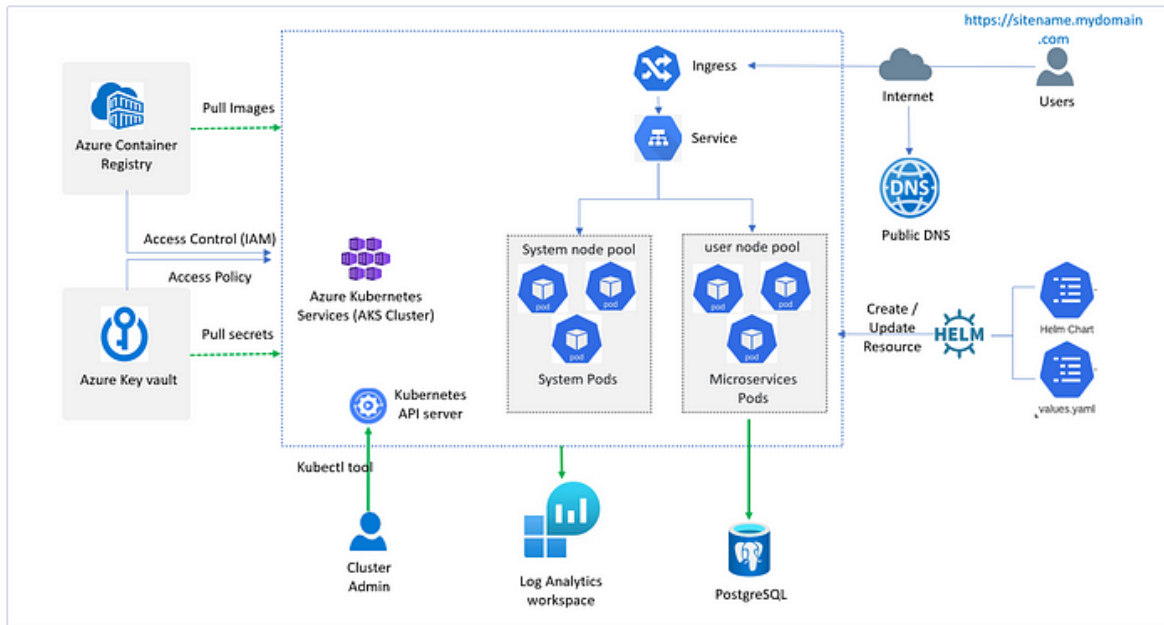 https://sitename.mydomain
.com
Ingress
Internet
Users
Pull Images
Azure Container
Registry
Service
DNS
Public DNS
Access Control (IAM)
Access Policy
System node pool
user node pool
pod
pod
pod
pod
pod
pod
Azure Kubernetes
Services (AKS Cluster)
Create /
Update
Resource
HELM
Helm Chart
Pull secrets
Azure Key vault
System Pods
Microservices
Pods
Kubernetes
API server
values.yaml
Kubectl tool
Cluster
Admin
Log Analytics
workspace
PostgreSQL